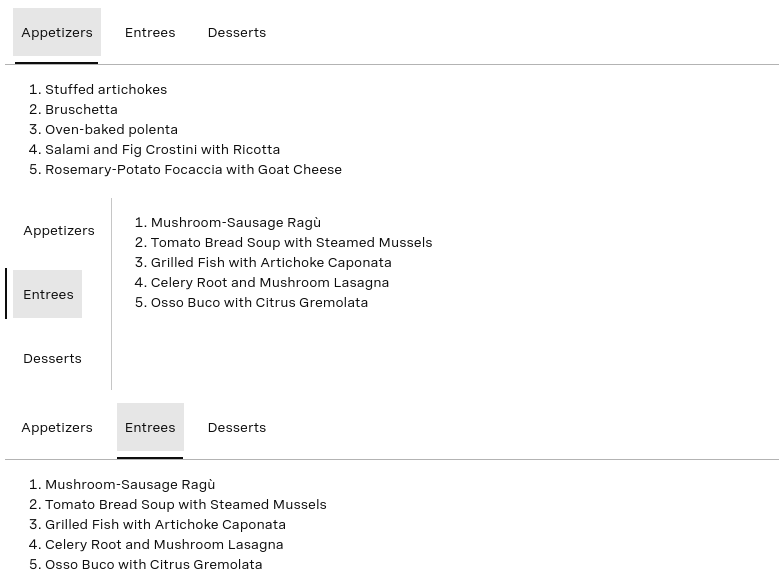 Appetizers Entrees Desserts
1. Stuffed artichokes
2. Bruschetta
3. Oven-baked polenta
4. Salami and Fig Crostini with Ricotta
5. Rosemary-Potato Focaccia with Goat Cheese
Appetizers
Entrees
Desserts
1. Mushroom-Sausage Ragù
2. Tomato Bread Soup with Steamed Mussels
3. Grilled Fish with Artichoke Caponata
4. Celery Root and Mushroom Lasagna
5. Osso Buco with Citrus Gremolata
Appetizers Entrees Desserts
1. Mushroom-Sausage Ragù
2. Tomato Bread Soup with Steamed Mussels
3. Grilled Fish with Artichoke Caponata
4. Celery Root and Mushroom Lasagna
5. Osso Buco with Citrus Gremolata